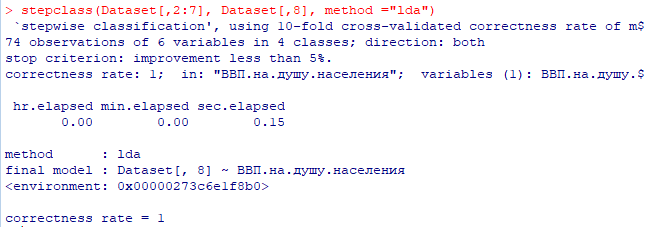 > stepclass(Dataset[,2:7], Dataset[,8], method ="lda")
`stepwise classification', using 10-fold cross-validated correctness rate of m$
74 observations of 6 variables in 4 classes; direction: both
stop criterion: improvement less than 5%.
correctness rate: 1;  in: "ВВП.на.душу.населения";  variables (1): ВВП.на.душу.$
hr.elapsed min.elapsed sec.elapsed
0.00 0.00 0.15
method : lda
final model : Dataset[, 8] ~ ВВП.на.душу.населения
<environment: 0x00000273c6e1f8b0>
correctness rate = 1